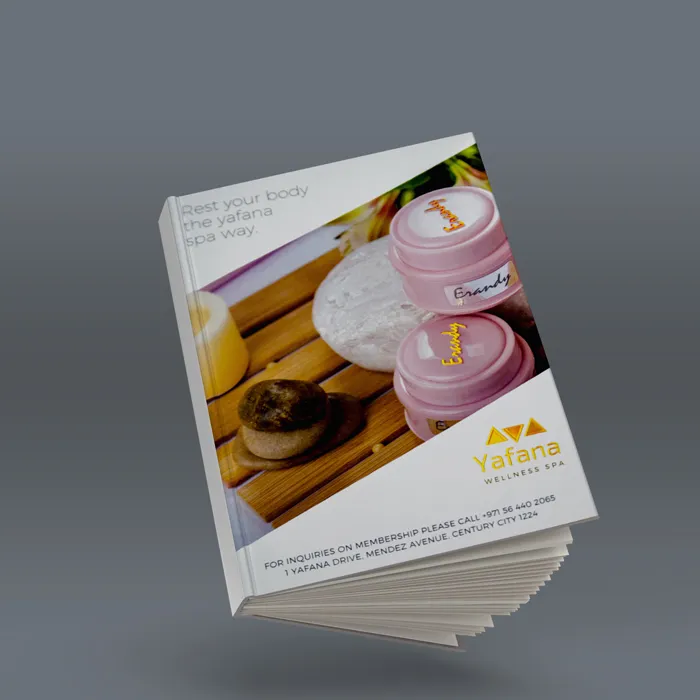 Rest your body
the yafana
spa way.
Erandy
Erandy
Erandy
Yafana
WELLNESS SPA
FOR INQUIRIES ON MEMBERSHIP PLEASE CALL +971 56 440 2065
1 YAFANA DRIVE, MENDEZ AVENUE, CENTURY CITY 1224